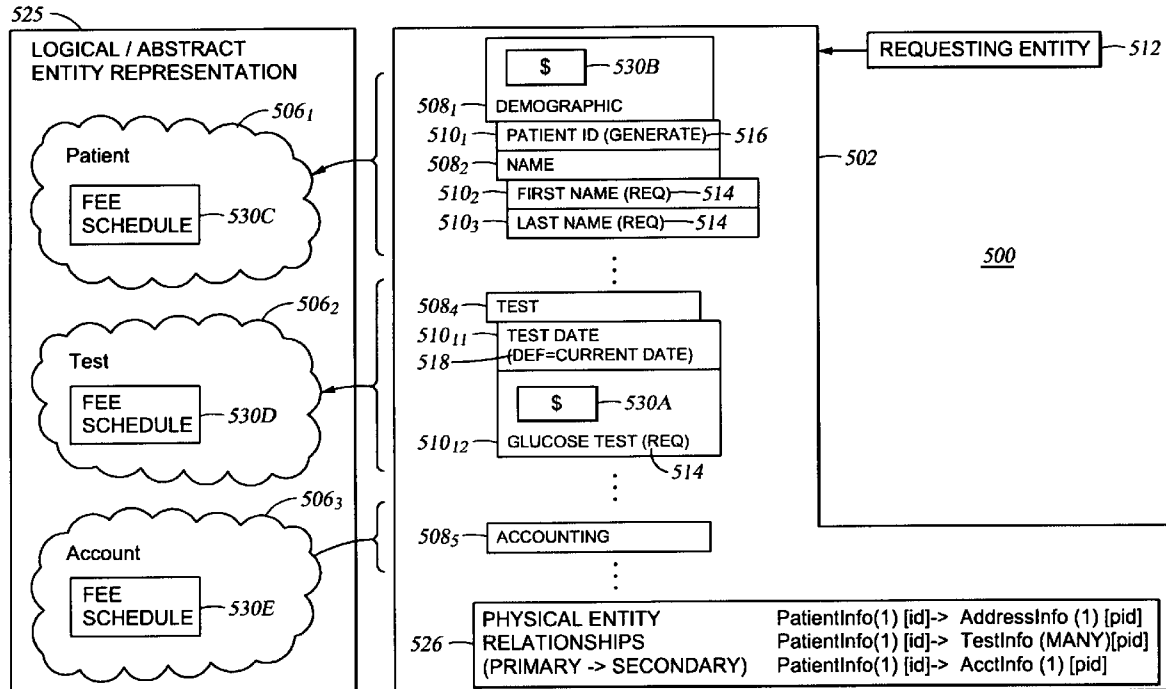 525
LOGICAL / ABSTRACT
ENTITY REPRESENTATION
506₁
Patient
FEE
SCHEDULE
530C
506₂
Test
FEE
SCHEDULE
530D
506₃
Account
FEE
SCHEDULE
530E
$
530B
508₁
DEMOGRAPHIC
510₁
PATIENT ID (GENERATE)
516
508₂
NAME
510₂
FIRST NAME (REQ)
514
510₃
LAST NAME (REQ)
514
508₄
TEST
510₁₁
TEST DATE
518
(DEF=CURRENT DATE)
$
530A
510₁₂
GLUCOSE TEST (REQ)
514
508₅
ACCOUNTING
REQUESTING ENTITY
512
502
500
526
PHYSICAL ENTITY
RELATIONSHIPS
(PRIMARY -> SECONDARY)
PatientInfo(1) [id]-> AddressInfo (1) [pid]
PatientInfo(1) [id]-> TestInfo (MANY)[pid]
PatientInfo(1) [id]-> AcctInfo (1) [pid]